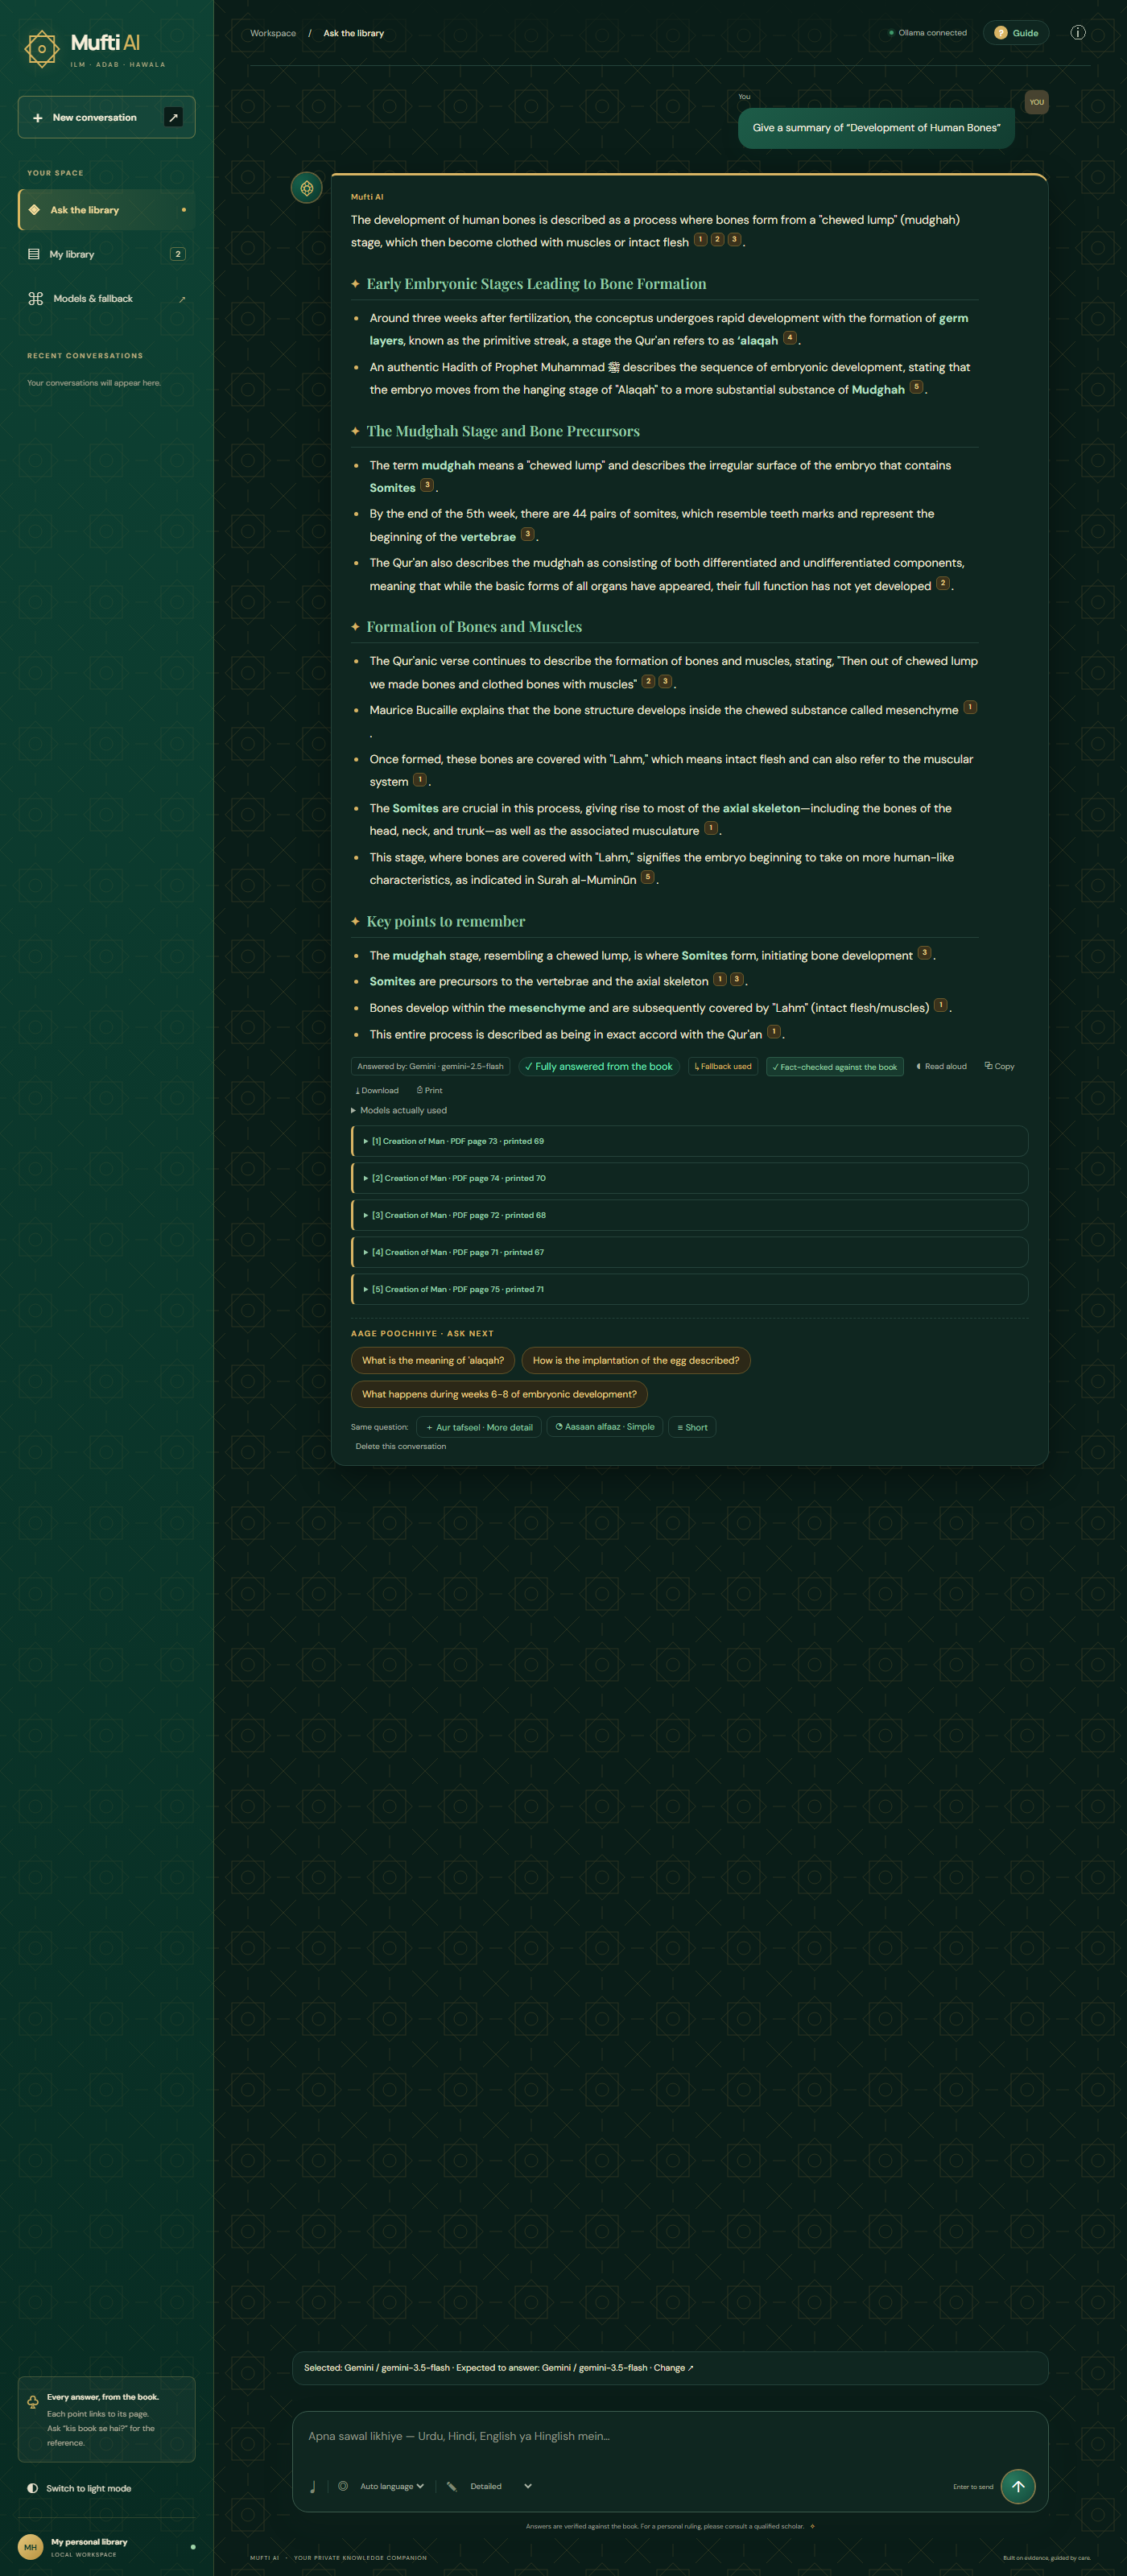 Mufti AI
ILM · ADAB · HAWALA
+ New conversation ↗
YOUR SPACE
Ask the library
My library 2
Models & fallback ↗
RECENT CONVERSATIONS
Your conversations will appear here.
Workspace / Ask the library
Ollama connected
? Guide
You
YOU
Give a summary of “Development of Human Bones”
Mufti AI
The development of human bones is described as a process where bones form from a "chewed lump" (mudghah)
stage, which then become clothed with muscles or intact flesh 1 2 3 .
Early Embryonic Stages Leading to Bone Formation
Around three weeks after fertilization, the conceptus undergoes rapid development with the formation of germ
layers, known as the primitive streak, a stage the Qur'an refers to as ‘alaqah 4 .
An authentic Hadith of Prophet Muhammad ﷺ describes the sequence of embryonic development, stating that
the embryo moves from the hanging stage of "Alaqah" to a more substantial substance of Mudghah 5 .
The Mudghah Stage and Bone Precursors
The term mudghah means a "chewed lump" and describes the irregular surface of the embryo that contains
Somites 3 .
By the end of the 5th week, there are 44 pairs of somites, which resemble teeth marks and represent the
beginning of the vertebrae 3 .
The Qur'an also describes the mudghah as consisting of both differentiated and undifferentiated components,
meaning that while the basic forms of all organs have appeared, their full function has not yet developed 2 .
Formation of Bones and Muscles
The Qur'anic verse continues to describe the formation of bones and muscles, stating, "Then out of chewed lump
we made bones and clothed bones with muscles" 2 3 .
Maurice Bucaille explains that the bone structure develops inside the chewed substance called mesenchyme 1
.
Once formed, these bones are covered with "Lahm," which means intact flesh and can also refer to the muscular
system 1 .
The Somites are crucial in this process, giving rise to most of the axial skeleton—including the bones of the
head, neck, and trunk—as well as the associated musculature 1 .
This stage, where bones are covered with "Lahm," signifies the embryo beginning to take on more human-like
characteristics, as indicated in Surah al-Muminūn 5 .
Key points to remember
The mudghah stage, resembling a chewed lump, is where Somites form, initiating bone development 3 .
Somites are precursors to the vertebrae and the axial skeleton 1 3 .
Bones develop within the mesenchyme and are subsequently covered by "Lahm" (intact flesh/muscles) 1 .
This entire process is described as being in exact accord with the Qur'an 1 .
Answered by: Gemini · gemini-2.5-flash ✓ Fully answered from the book ↳ Fallback used ✓ Fact-checked against the book Read aloud Copy
Download Print
Models actually used
[1] Creation of Man · PDF page 73 · printed 69
[2] Creation of Man · PDF page 74 · printed 70
[3] Creation of Man · PDF page 72 · printed 68
[4] Creation of Man · PDF page 71 · printed 67
[5] Creation of Man · PDF page 75 · printed 71
AAGE POOCHHIYE · ASK NEXT
What is the meaning of 'alaqah?
How is the implantation of the egg described?
What happens during weeks 6-8 of embryonic development?
Same question: + Aur tafseel · More detail Aasaan alfaaz · Simple ≡ Short
Delete this conversation
Selected: Gemini / gemini-3.5-flash · Expected to answer: Gemini / gemini-3.5-flash · Change ↗
Apna sawal likhiye — Urdu, Hindi, English ya Hinglish mein...
Auto language
Detailed
Enter to send
Answers are verified against the book. For a personal ruling, please consult a qualified scholar.
MUFTI AI · YOUR PRIVATE KNOWLEDGE COMPANION
Built on evidence, guided by care.
Every answer, from the book.
Each point links to its page.
Ask "kis book se hai?" for the
reference.
Switch to light mode
MH
My personal library
LOCAL WORKSPACE